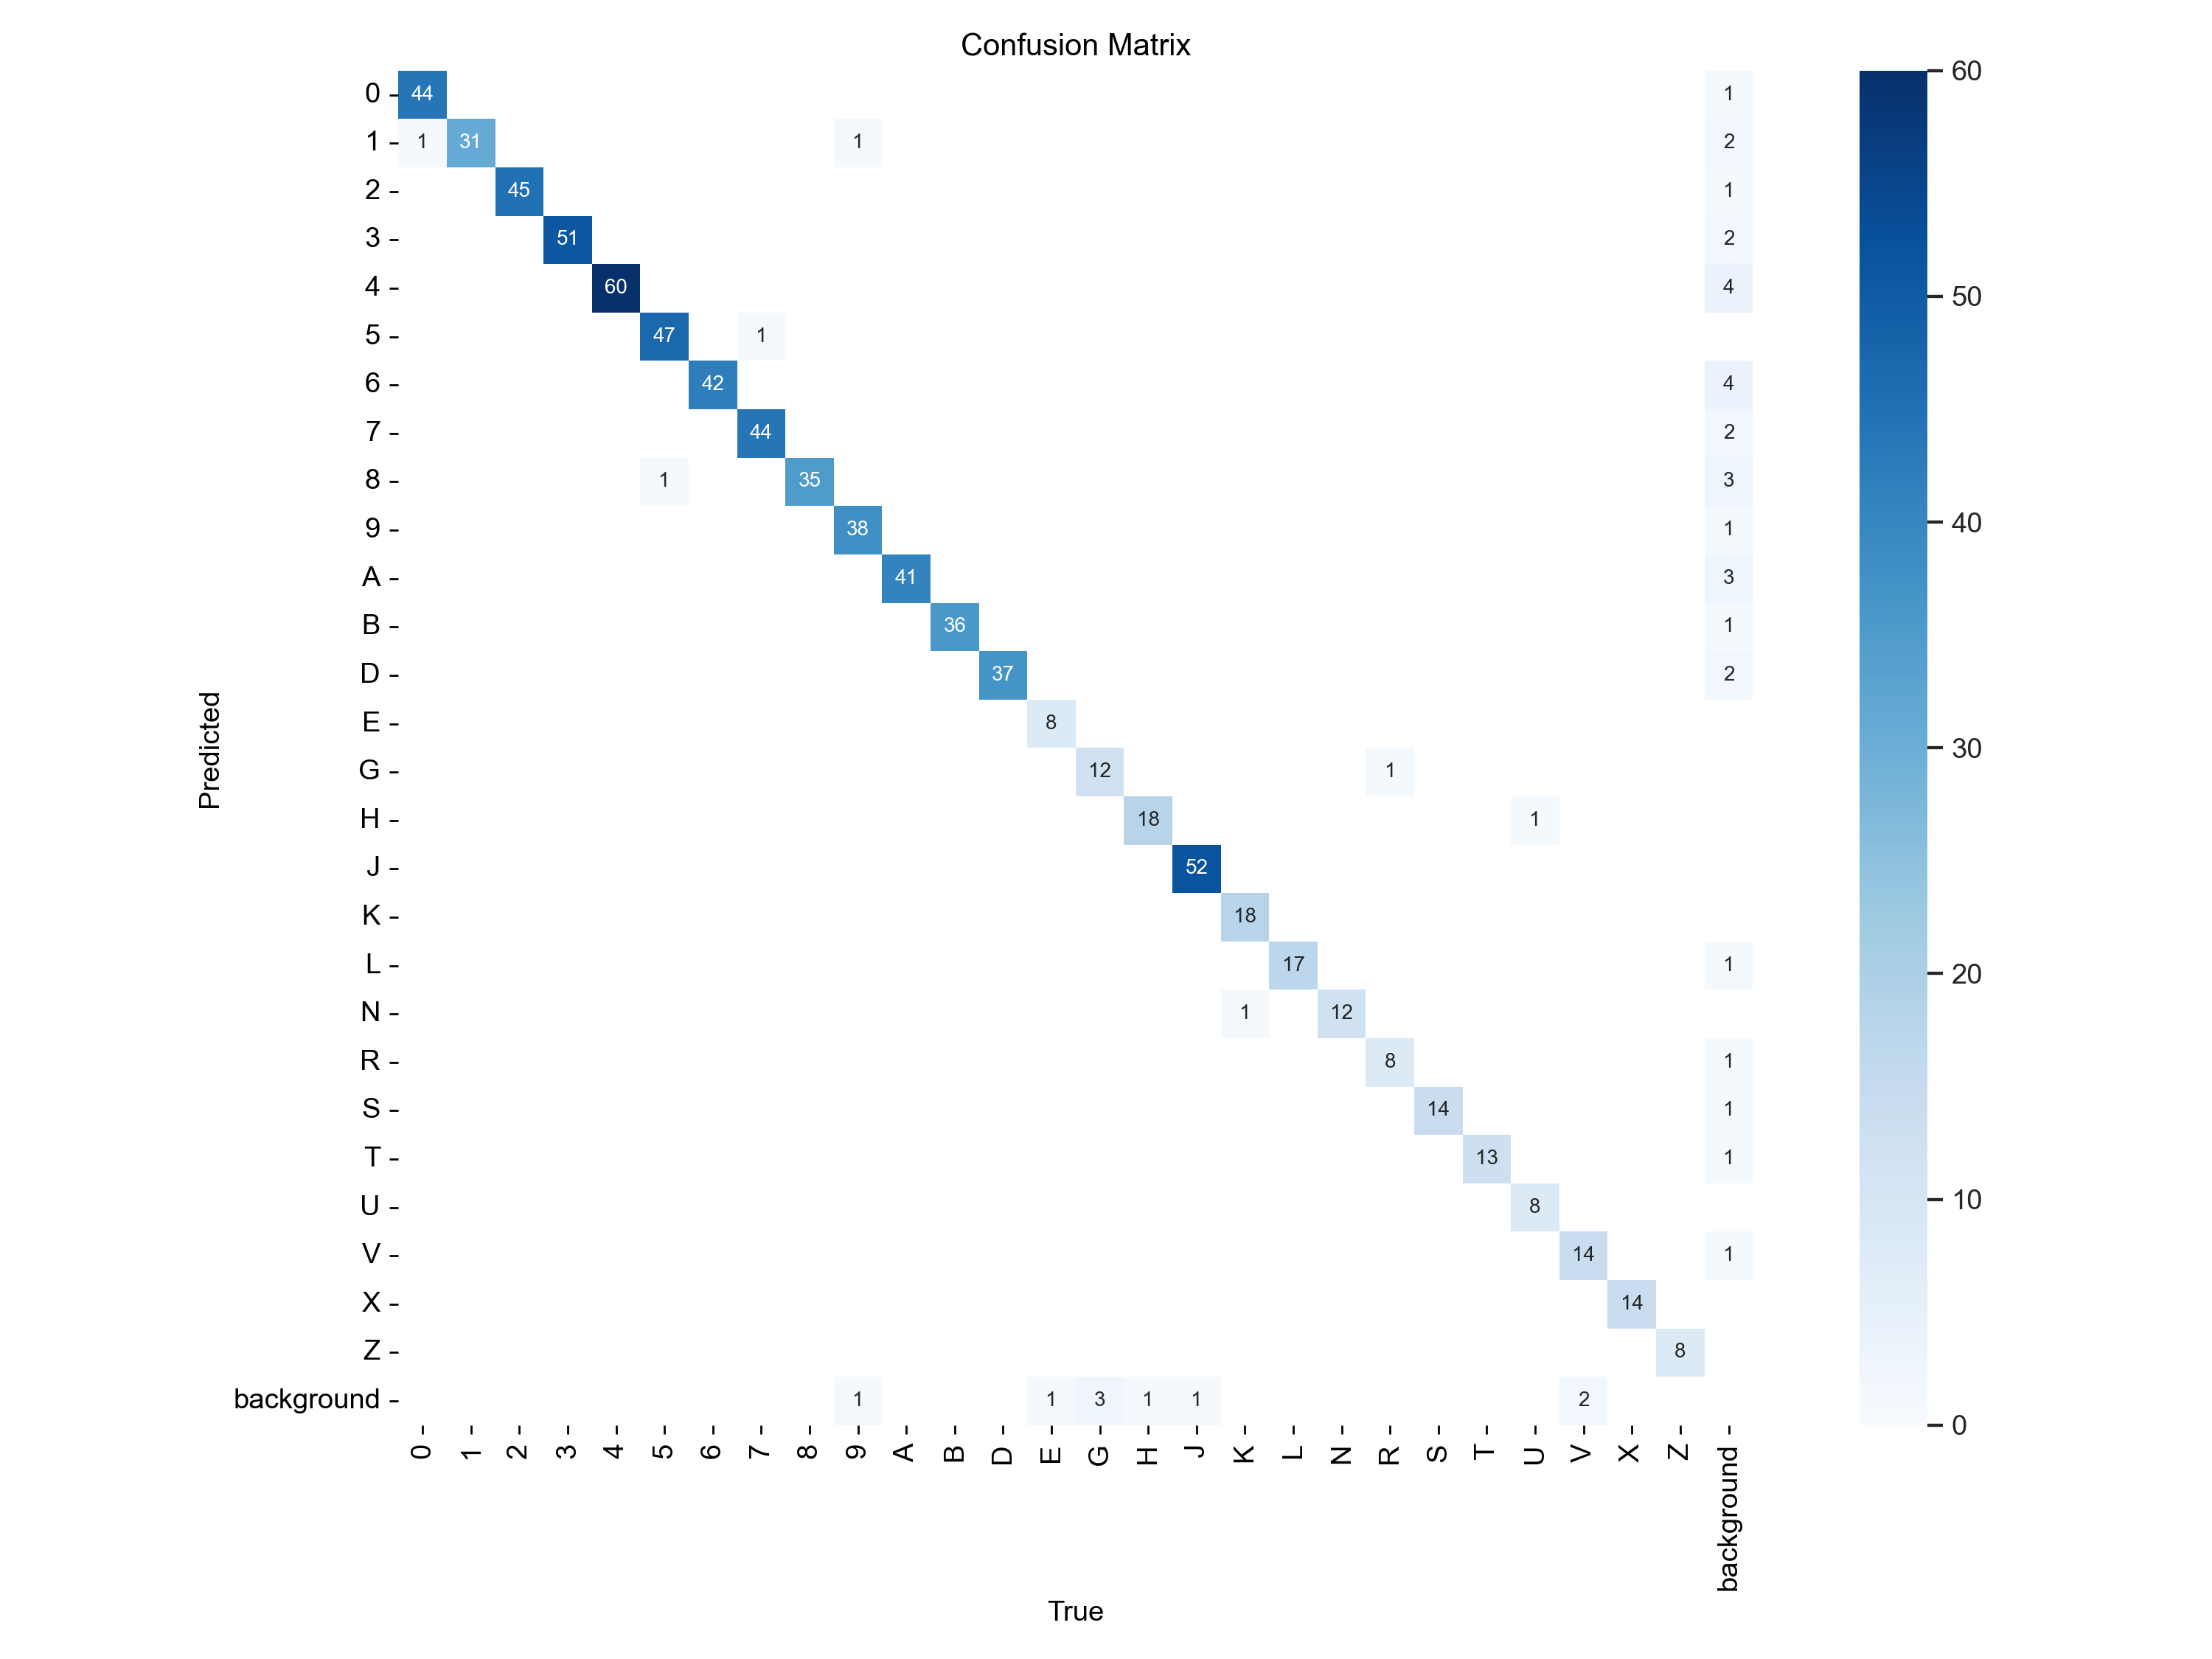 Confusion Matrix
0 44 1 60
1 1 31 1 2
2 45 1
3 51 2
4 60 4 50
5 47 1
6 42 4
7 44 2
8 1 35 3
9 38 1 40
A 41 3
B 36 1
D 37 2
E 8 30
G 12 1
H 18 1
J 52
K 18
L 17 1 20
N 1 12
R 8 1
S 14 1
T 13 1
U 8 10
V 14 1
X 14
Z 8
background 1 1 3 1 1 2 0
0 1 2 3 4 5 6 7 8 9 A B D E G H J K L N R S T U V X Z background
True
Predicted